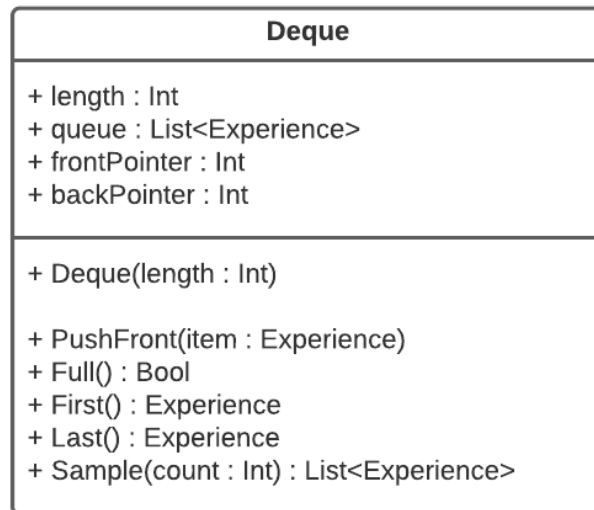 Deque
+ length : Int
+ queue : List<Experience>
+ frontPointer : Int
+ backPointer : Int
+ Deque(length : Int)
+ PushFront(item : Experience)
+ Full() : Bool
+ First() : Experience
+ Last() : Experience
+ Sample(count : Int) : List<Experience>